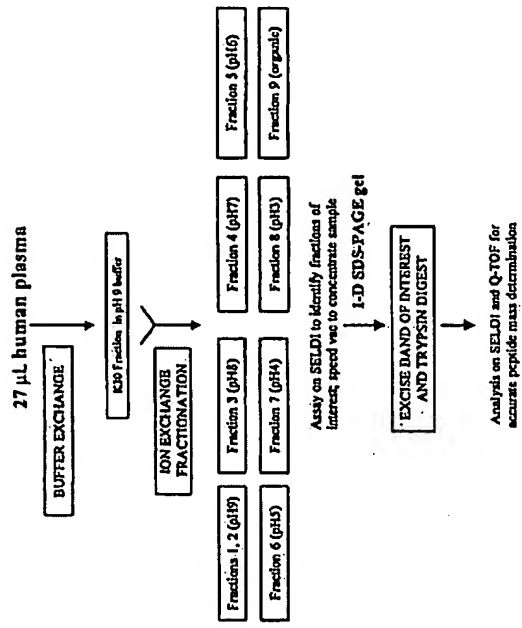 27 μL human plasma
BUFFER EXCHANGE
K30 Fraction in pH 9 buffer
ION EXCHANGE
FRACTIONATION
Fractions 1, 2 (pH9)
Fraction 3 (pH8)
Fraction 4 (pH7)
Fraction 5 (pH6)
Fraction 6 (pH5)
Fraction 7 (pH4)
Fraction 8 (pH3)
Fraction 9 (organic)
Assay on SELDI to identify fractions of
interest; speed vac to concentrate sample
1-D SDS-PAGE gel
EXCISE BAND OF INTEREST
AND TRYPSIN DIGEST
Analysis on SELDI and Q-TOF for
accurate peptide mass determination